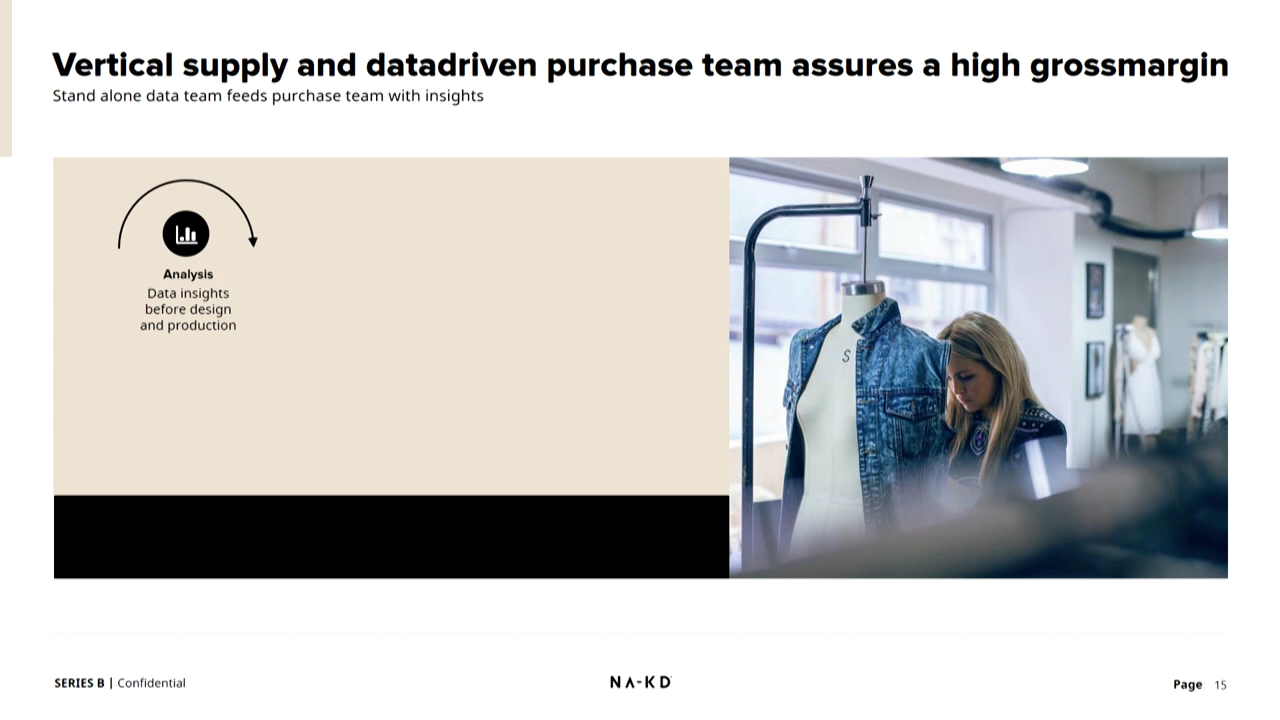 Vertical supply and datadriven purchase team assures a high grossmargin
Stand alone data team feeds purchase team with insights
Analysis
Data insights
before design
and production
S
SERIES B | Confidential
NA-KD
Page 15